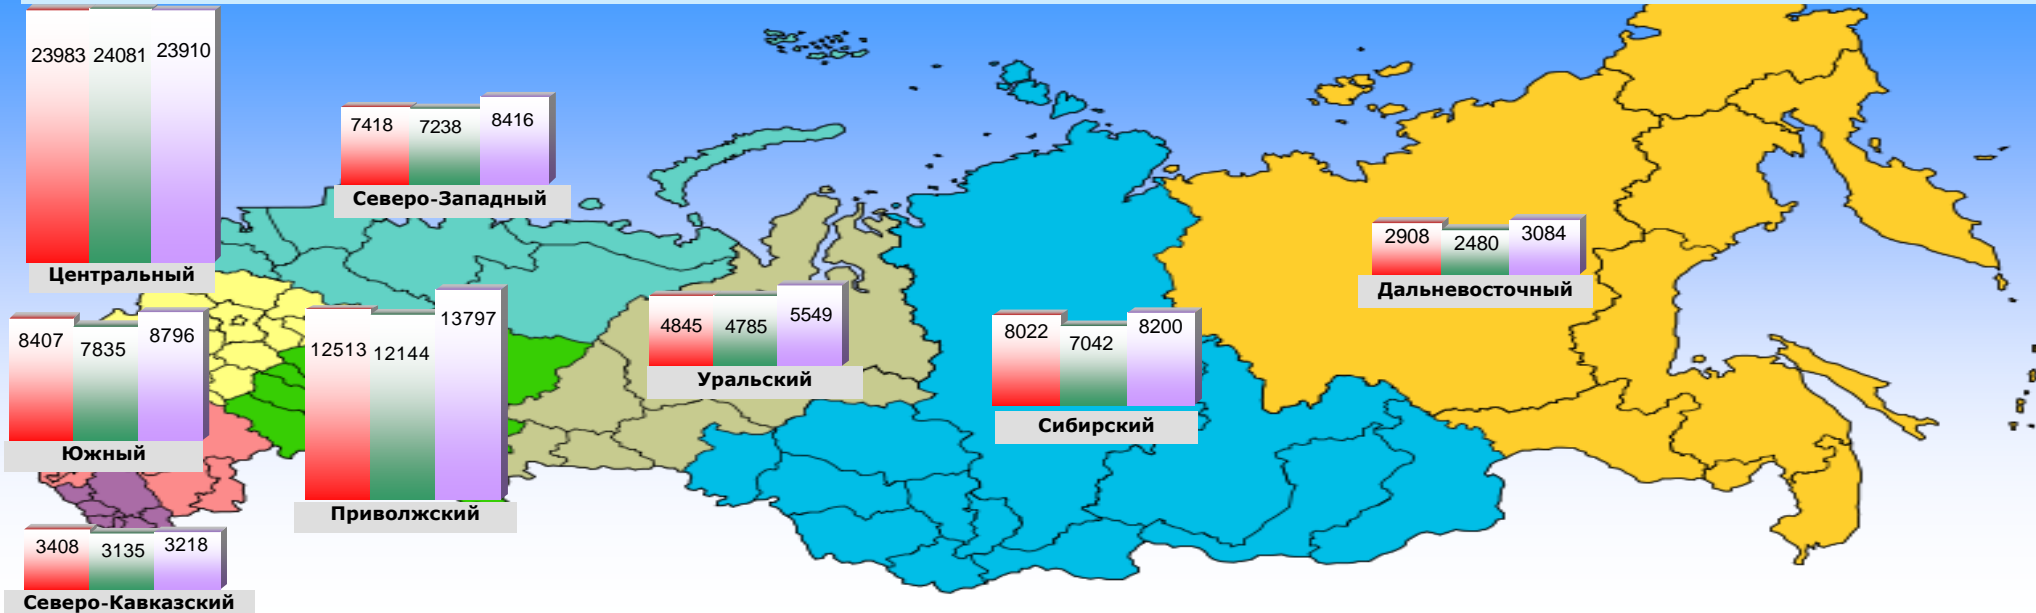 23983 24081 23910
Центральный
7418 7238 8416
Северо-Западный
2908 2480 3084
Дальневосточный
8407 7835 8796
Южный
12513 12144 13797
Приволжский
4845 4785 5549
Уральский
8022 7042 8200
Сибирский
3408 3135 3218
Северо-Кавказский